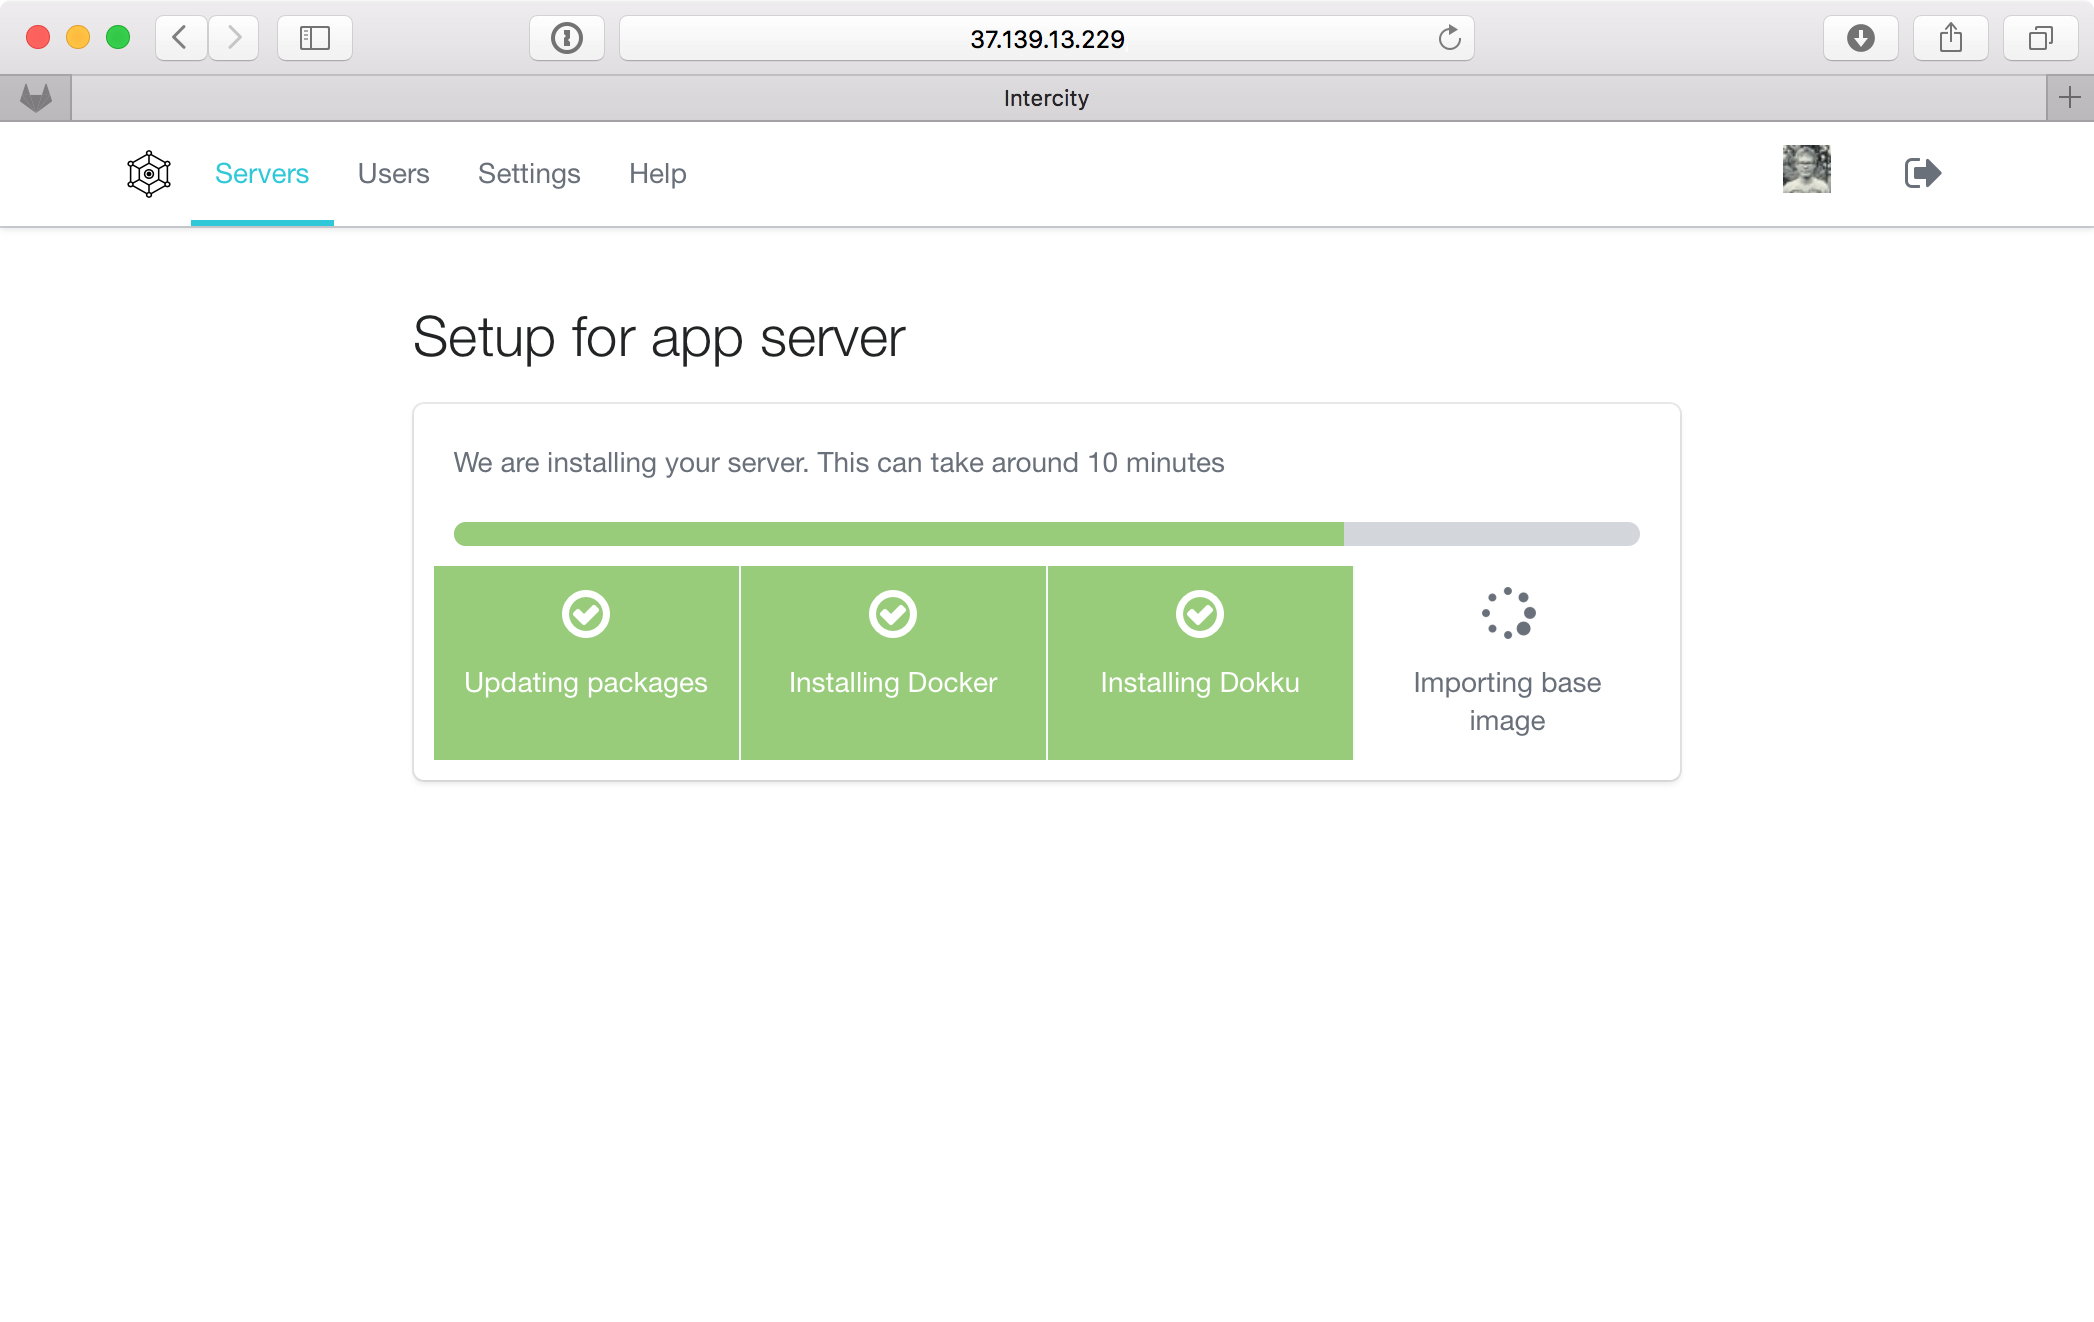 37.139.13.229
Intercity
Servers Users Settings Help
Setup for app server
We are installing your server. This can take around 10 minutes
Updating packages
Installing Docker
Installing Dokku
Importing base
image